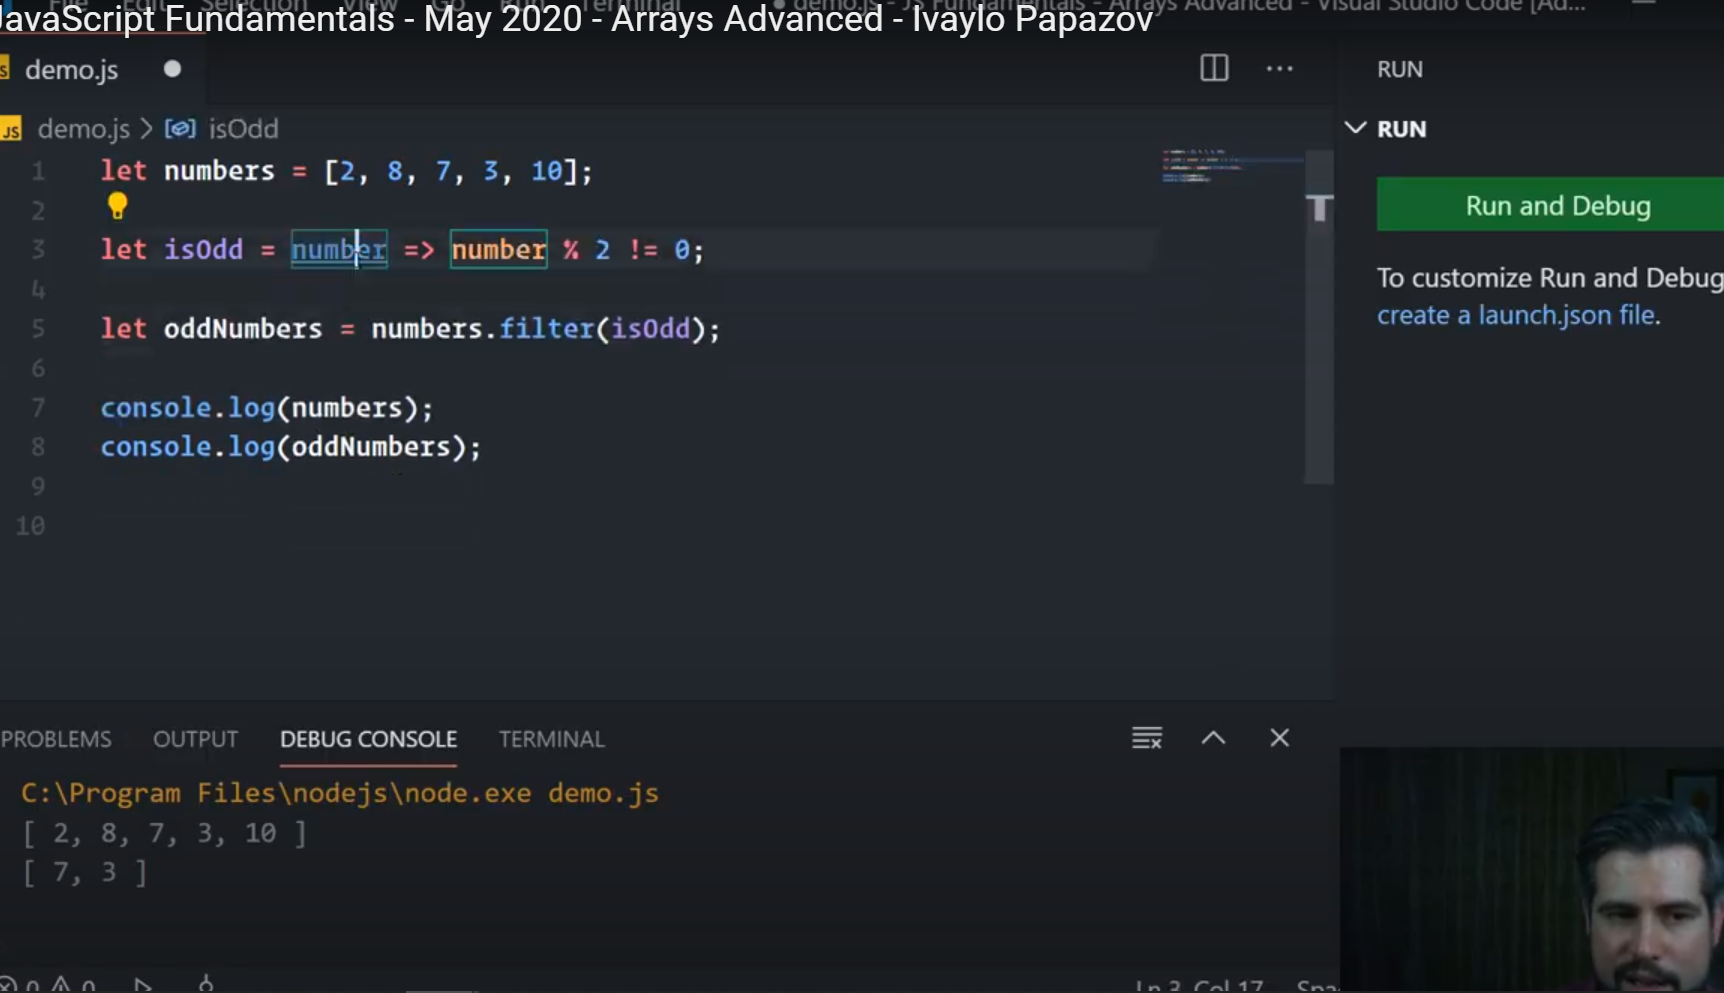 JavaScript Fundamentals - May 2020 - Arrays Advanced - Ivaylo Papazov
demo.js
RUN
JS demo.js > isOdd
RUN
1 let numbers = [2, 8, 7, 3, 10];
2
Run and Debug
3 let isOdd = number => number % 2 != 0;
4
To customize Run and Debug
create a launch.json file.
5 let oddNumbers = numbers.filter(isOdd);
6
7 console.log(numbers);
8 console.log(oddNumbers);
9
10
PROBLEMS OUTPUT DEBUG CONSOLE TERMINAL
C:\Program Files\nodejs\node.exe demo.js
[ 2, 8, 7, 3, 10 ]
[ 7, 3 ]
Ln 3, Col 17